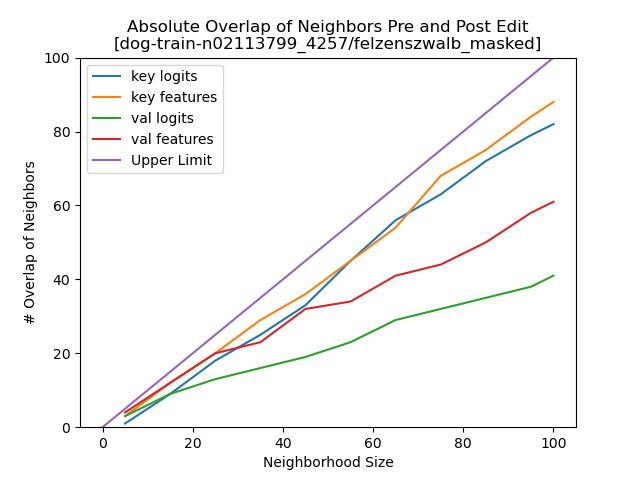 Absolute Overlap of Neighbors Pre and Post Edit
[dog-train-n02113799_4257/felzenszwalb_masked]
key logits
key features
val logits
val features
Upper Limit
# Overlap of Neighbors
100
80
60
40
20
0
0 20 40 60 80 100
Neighborhood Size